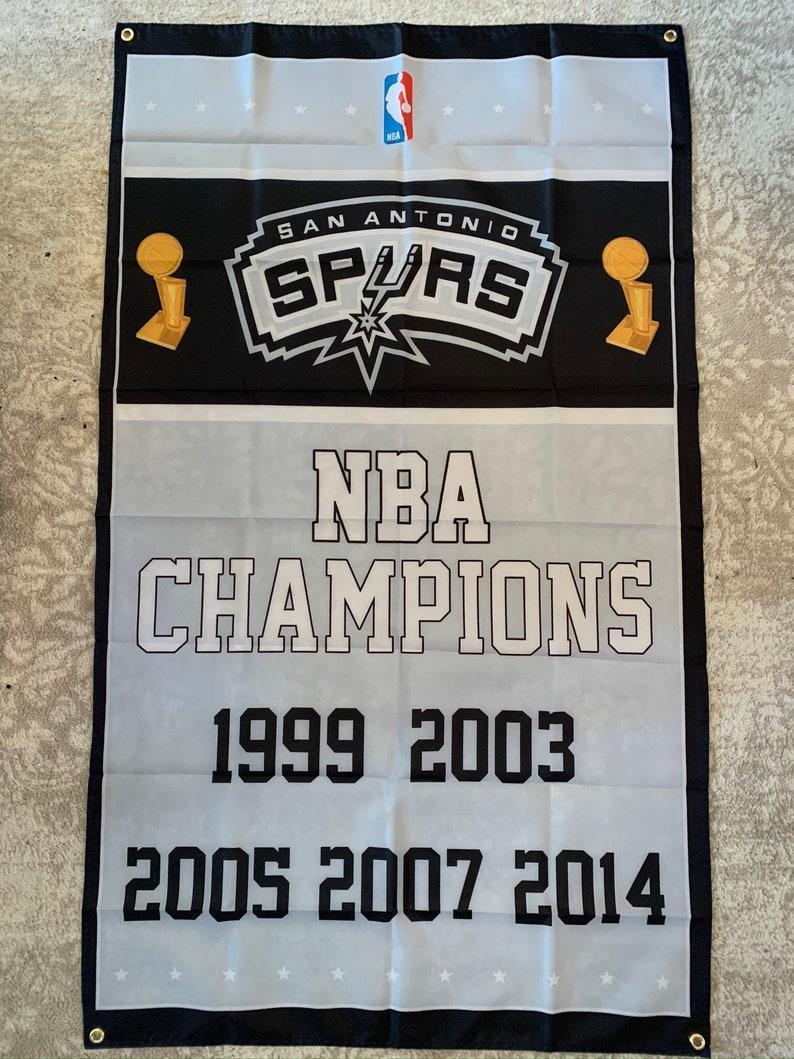 NBA
SAN ANTONIO
SPURS
NBA
CHAMPIONS
1999 2003
2005 2007 2014